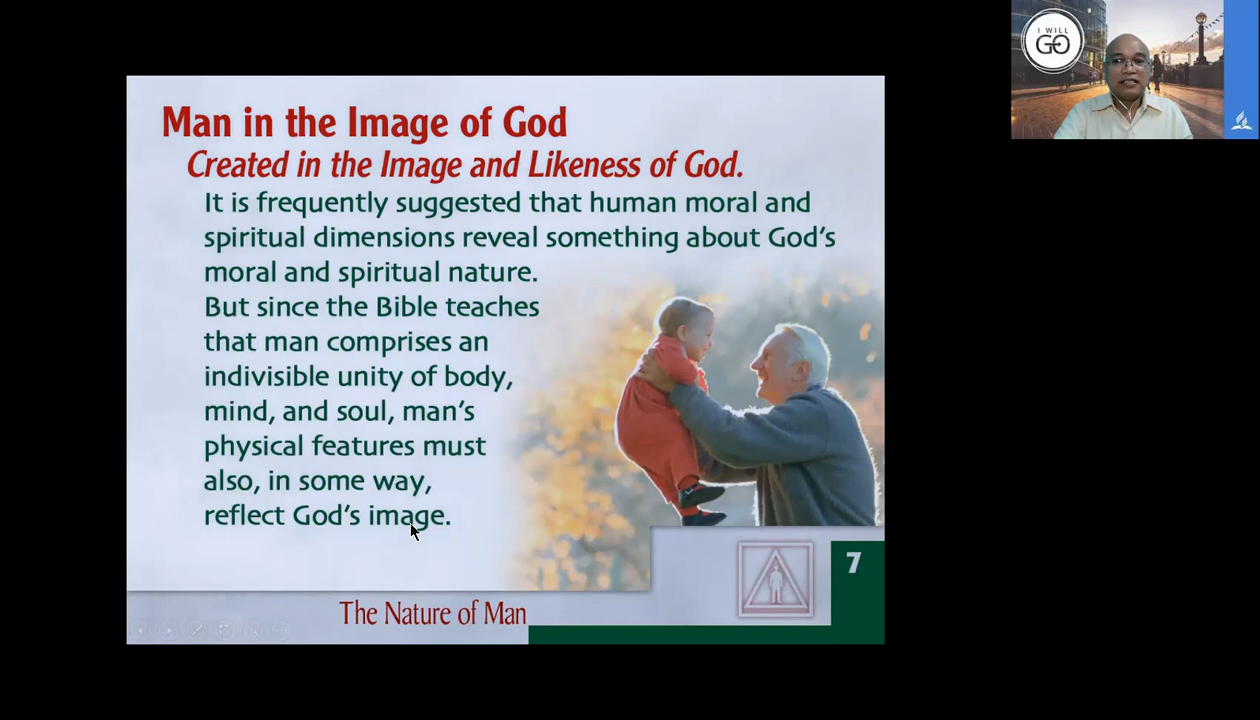 Man in the Image of God
Created in the Image and Likeness of God.
It is frequently suggested that human moral and
spiritual dimensions reveal something about God's
moral and spiritual nature.
But since the Bible teaches
that man comprises an
indivisible unity of body,
mind, and soul, man's
physical features must
also, in some way,
reflect God's image.
7
The Nature of Man
I WILL
GO